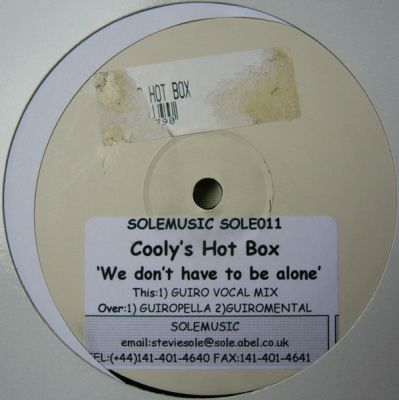 HOT BOX
790
SOLEMUSIC SOLE011
Cooly's Hot Box
'We don't have to be alone'
This:1) GUIRO VOCAL MIX
Over:1) GUIROPELLA 2)GUIROMENTAL
SOLEMUSIC
email:steviesole@sole.abel.co.uk
TEL:(+44)141-401-4640 FAX:141-401-4641